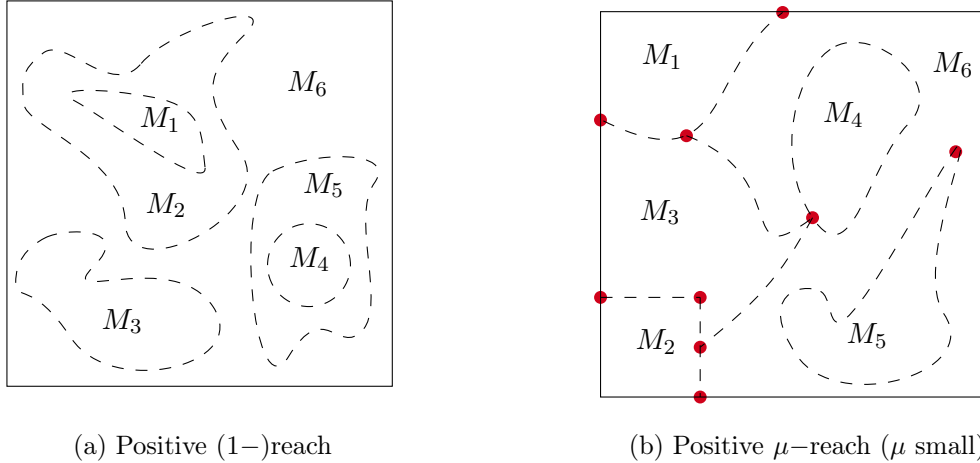 M₁
M₆
M₂
M₅
M₄
M₃
(a) Positive (1−)reach
M₁
M₆
M₄
M₃
M₂
M₅
(b) Positive μ−reach (μ small)